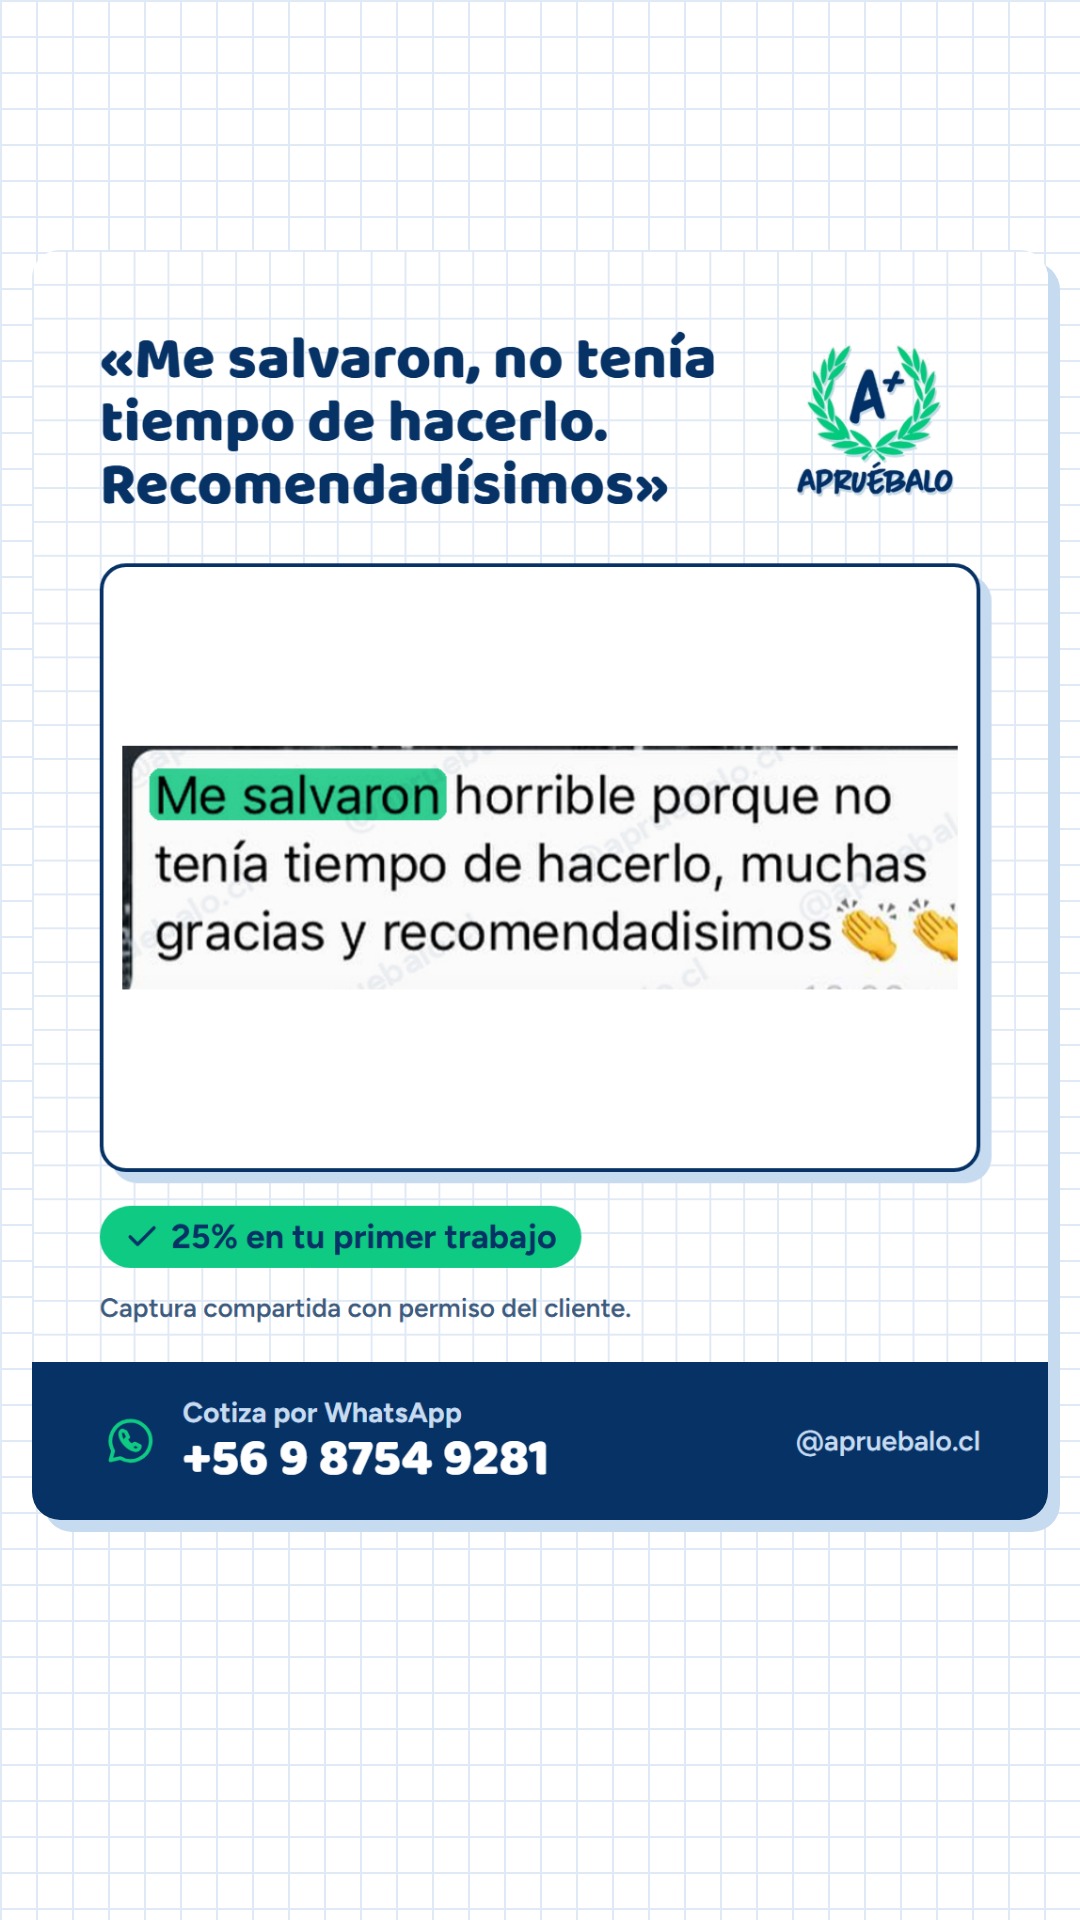 «Me salvaron, no tenía
tiempo de hacerlo.
Recomendadísimos»
A+
APRUÉBALO
Me salvaron horrible porque no
tenía tiempo de hacerlo, muchas
gracias y recomendadisimos👏👏
25% en tu primer trabajo
Captura compartida con permiso del cliente.
Cotiza por WhatsApp
+56 9 8754 9281
@apruebalo.cl